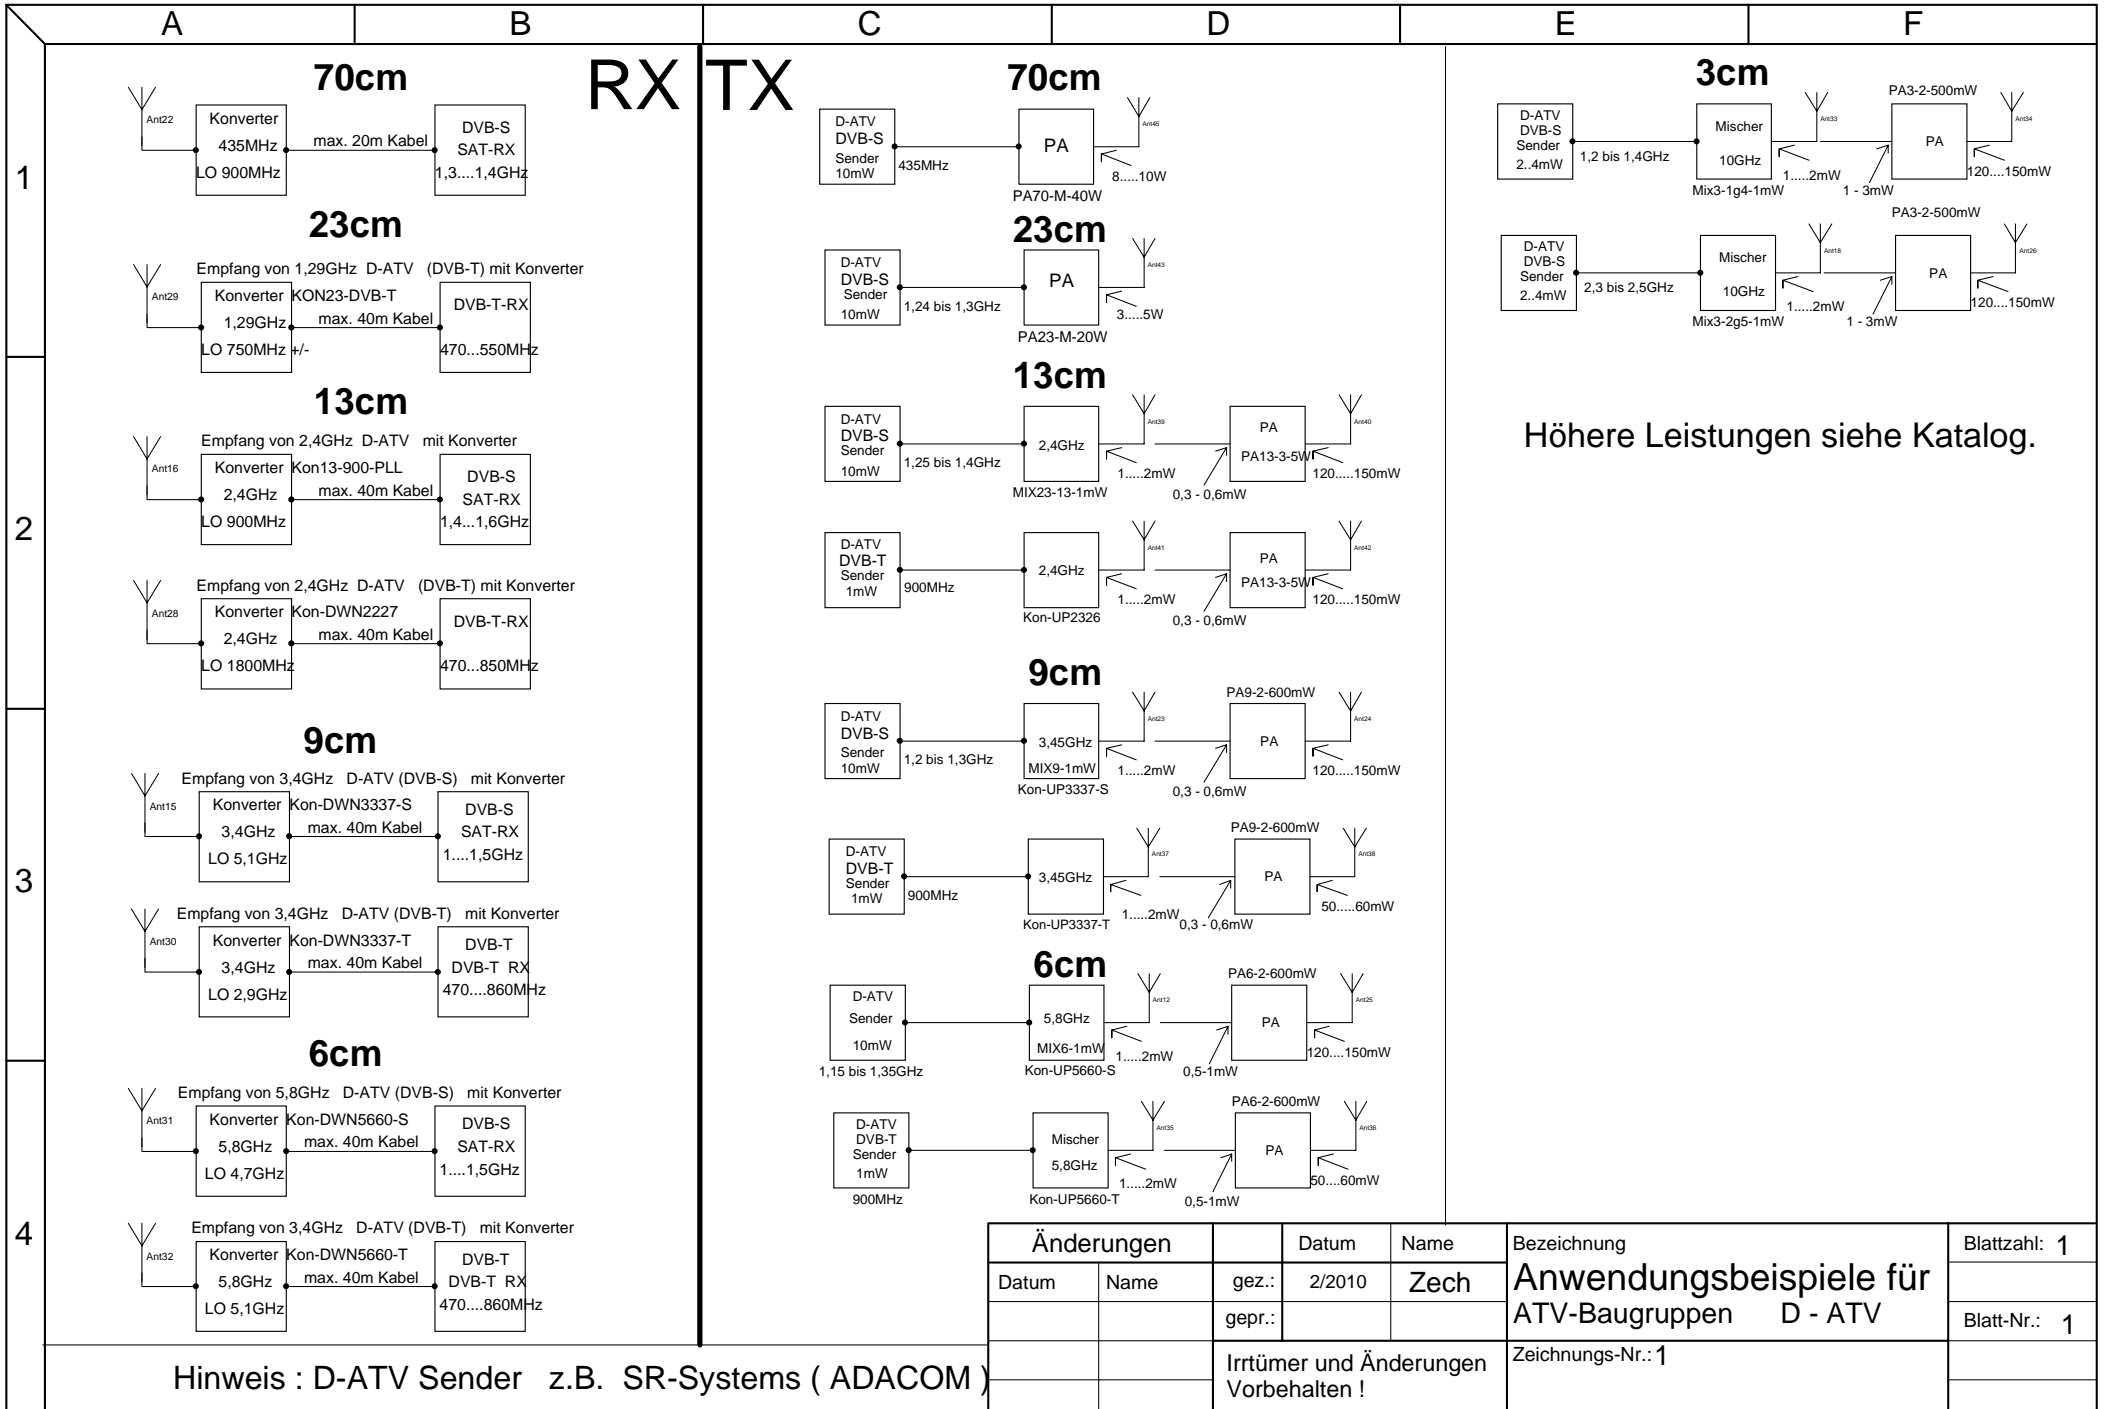 A
B
C
D
E
F
1
2
3
4
RX
TX
70cm
Ant22
Konverter
435MHz
LO 900MHz
max. 20m Kabel
DVB-S
SAT-RX
1,3....1,4GHz
23cm
Empfang von 1,29GHz D-ATV (DVB-T) mit Konverter
Ant29
Konverter
1,29GHz
LO 750MHz +/-
KON23-DVB-T
max. 40m Kabel
DVB-T-RX
470...550MHz
13cm
Empfang von 2,4GHz D-ATV mit Konverter
Ant16
Konverter
2,4GHz
LO 900MHz
Kon13-900-PLL
max. 40m Kabel
DVB-S
SAT-RX
1,4...1,6GHz
Empfang von 2,4GHz D-ATV (DVB-T) mit Konverter
Ant28
Konverter
2,4GHz
LO 1800MHz
Kon-DWN2227
max. 40m Kabel
DVB-T-RX
470...850MHz
9cm
Empfang von 3,4GHz D-ATV (DVB-S) mit Konverter
Ant15
Konverter
3,4GHz
LO 5,1GHz
Kon-DWN3337-S
max. 40m Kabel
DVB-S
SAT-RX
1....1,5GHz
Empfang von 3,4GHz D-ATV (DVB-T) mit Konverter
Ant30
Konverter
3,4GHz
LO 2,9GHz
Kon-DWN3337-T
max. 40m Kabel
DVB-T
DVB-T RX
470....860MHz
6cm
Empfang von 5,8GHz D-ATV (DVB-S) mit Konverter
Ant31
Konverter
5,8GHz
LO 4,7GHz
Kon-DWN5660-S
max. 40m Kabel
DVB-S
SAT-RX
1....1,5GHz
Empfang von 3,4GHz D-ATV (DVB-T) mit Konverter
Ant32
Konverter
5,8GHz
LO 5,1GHz
Kon-DWN5660-T
max. 40m Kabel
DVB-T
DVB-T RX
470....860MHz
70cm
D-ATV
DVB-S
Sender
10mW
435MHz
PA
PA70-M-40W
Ant45
8.....10W
23cm
D-ATV
DVB-S
Sender
10mW
1,24 bis 1,3GHz
PA
PA23-M-20W
Ant43
3.....5W
13cm
D-ATV
DVB-S
Sender
10mW
1,25 bis 1,4GHz
2,4GHz
MIX23-13-1mW
Ant39
1.....2mW
0,3 - 0,6mW
PA
PA13-3-5W
Ant40
120.....150mW
D-ATV
DVB-T
Sender
1mW
900MHz
2,4GHz
Kon-UP2326
Ant41
1.....2mW
0,3 - 0,6mW
PA
PA13-3-5W
Ant42
120.....150mW
9cm
D-ATV
DVB-S
Sender
10mW
1,2 bis 1,3GHz
3,45GHz
MIX9-1mW
Kon-UP3337-S
Ant23
1.....2mW
0,3 - 0,6mW
PA9-2-600mW
PA
Ant24
120.....150mW
D-ATV
DVB-T
Sender
1mW
900MHz
3,45GHz
Kon-UP3337-T
Ant37
1.....2mW
0,3 - 0,6mW
PA9-2-600mW
PA
Ant38
50.....60mW
6cm
D-ATV
Sender
10mW
1,15 bis 1,35GHz
5,8GHz
MIX6-1mW
Kon-UP5660-S
Ant12
1.....2mW
0,5-1mW
PA6-2-600mW
PA
Ant25
120....150mW
D-ATV
DVB-T
Sender
1mW
900MHz
Mischer
5,8GHz
Kon-UP5660-T
Ant35
1.....2mW
0,5-1mW
PA6-2-600mW
PA
Ant36
50....60mW
3cm
D-ATV
DVB-S
Sender
2..4mW
1,2 bis 1,4GHz
Mischer
10GHz
Mix3-1g4-1mW
Ant33
1.....2mW
1 - 3mW
PA3-2-500mW
PA
Ant34
120....150mW
D-ATV
DVB-S
Sender
2..4mW
2,3 bis 2,5GHz
Mischer
10GHz
Mix3-2g5-1mW
Ant18
1.....2mW
1 - 3mW
PA3-2-500mW
PA
Ant26
120....150mW
Höhere Leistungen siehe Katalog.
Hinweis : D-ATV Sender z.B. SR-Systems ( ADACOM )
Änderungen
Datum
Name
Datum
Name
gez.:
2/2010
Zech
gepr.:
Irrtümer und Änderungen
Vorbehalten !
Bezeichnung
Anwendungsbeispiele für
ATV-Baugruppen D - ATV
Zeichnungs-Nr.: 1
Blattzahl: 1
Blatt-Nr.: 1